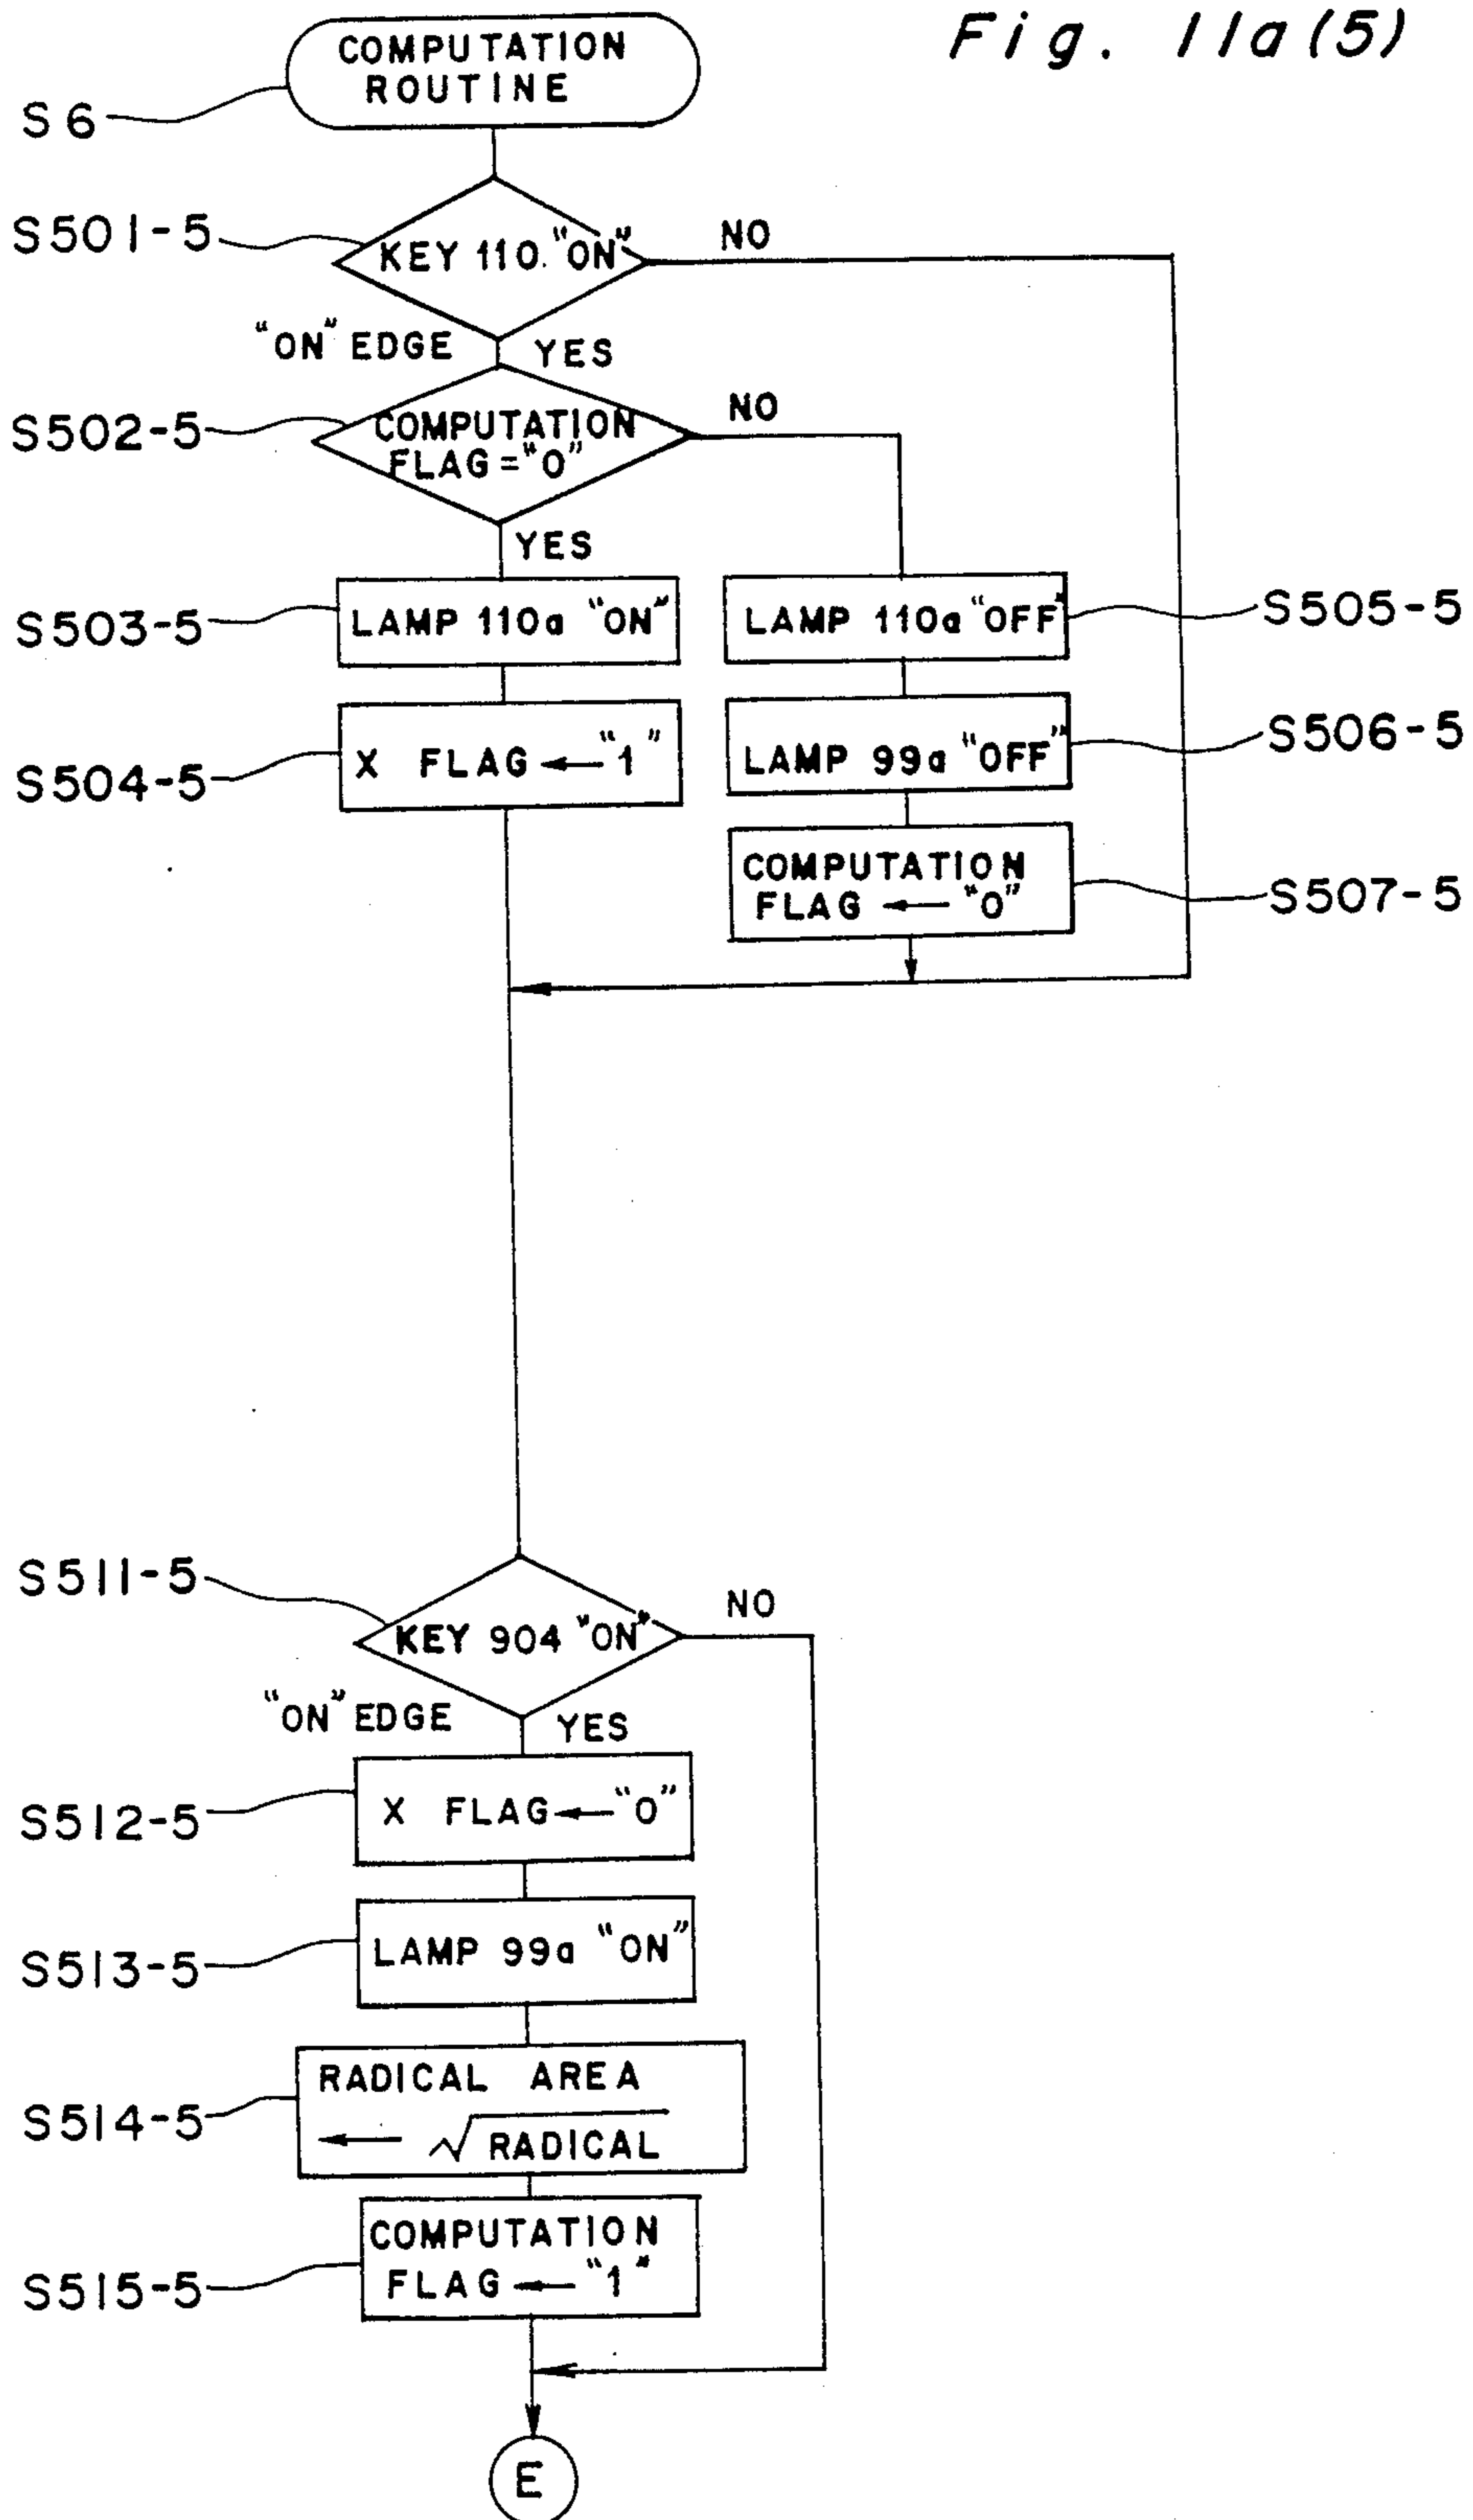 Fig. 11a(5)
COMPUTATION
ROUTINE
S6
S501-5
KEY 110. "ON"
NO
"ON" EDGE
YES
S502-5
COMPUTATION
FLAG="0"
NO
YES
S503-5
LAMP 110a "ON"
LAMP 110a "OFF"
S505-5
S504-5
X FLAG ← "1"
LAMP 99a "OFF"
S506-5
COMPUTATION
FLAG ← "0"
S507-5
S511-5
KEY 904 "ON"
NO
"ON" EDGE
YES
S512-5
X FLAG ← "0"
S513-5
LAMP 99a "ON"
S514-5
RADICAL AREA
← √RADICAL
S515-5
COMPUTATION
FLAG ← "1"
E